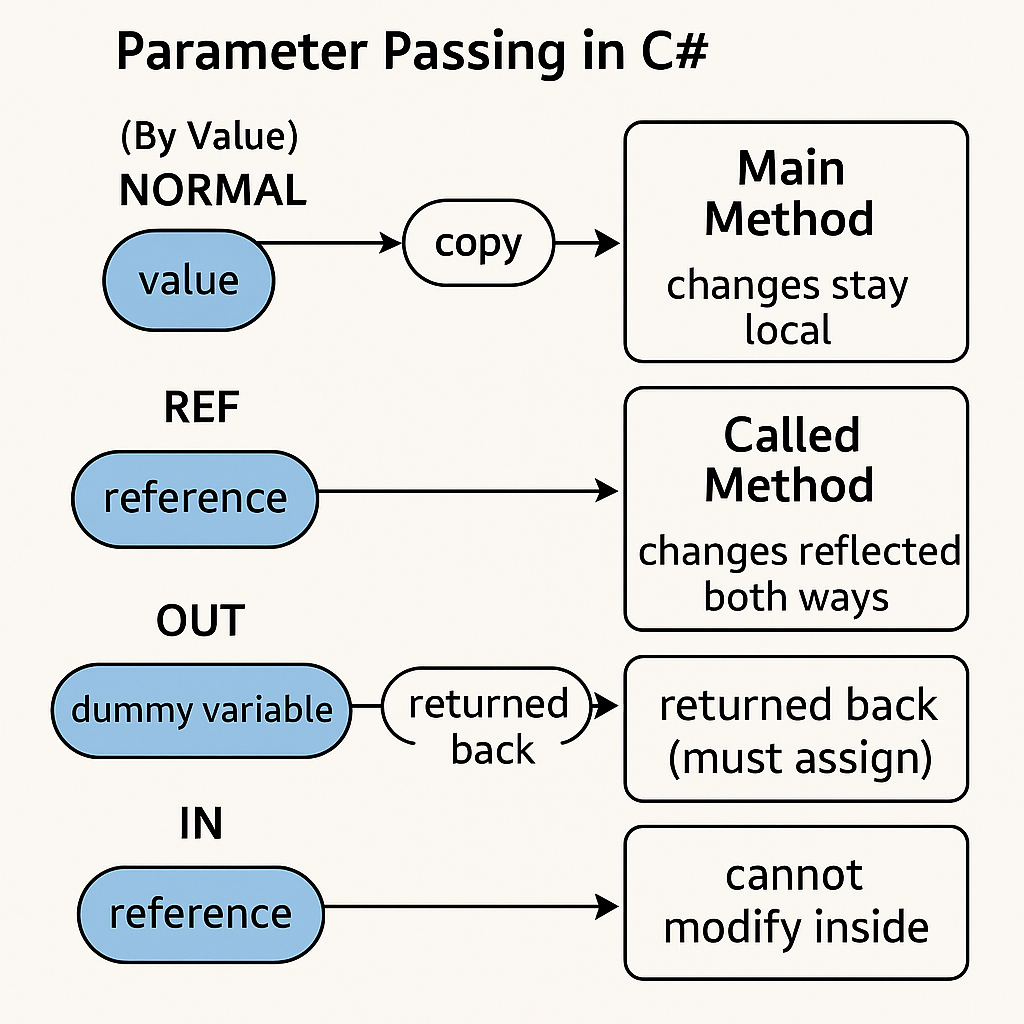 Parameter Passing in C#
(By Value)
NORMAL
value
copy
Main
Method
changes stay
local
REF
reference
Called
Method
changes reflected
both ways
OUT
dummy variable
returned
back
returned back
(must assign)
IN
reference
cannot
modify inside